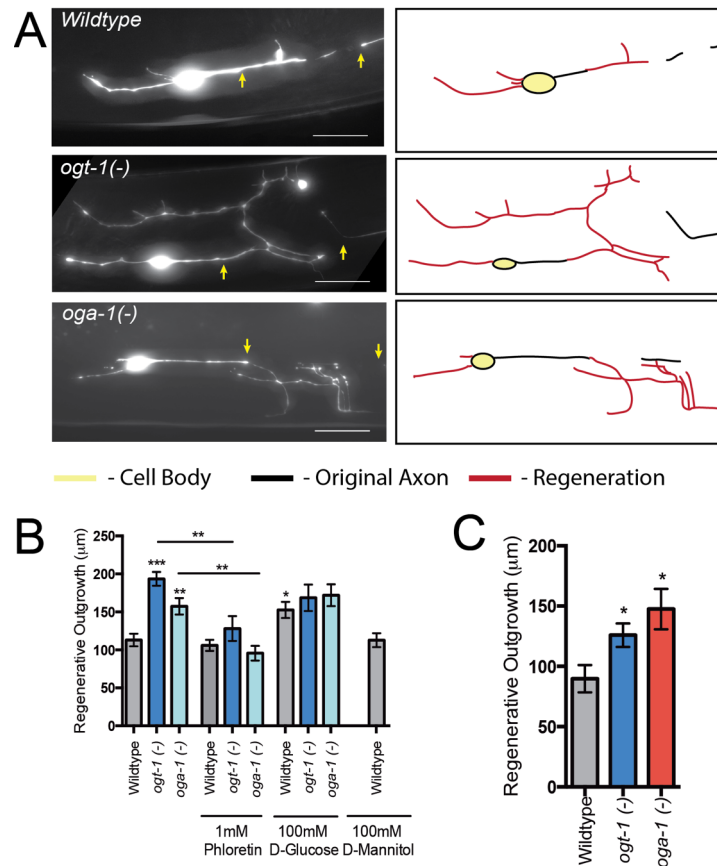 A
Wildtype
ogt-1(-)
oga-1(-)
- Cell Body - Original Axon - Regeneration
B
Regenerative Outgrowth (μm)
250
200
150
100
50
0
***
**
**
**
*
Wildtype
ogt-1 (-)
oga-1 (-)
Wildtype
ogt-1 (-)
oga-1 (-)
Wildtype
ogt-1 (-)
oga-1 (-)
Wildtype
1mM
Phloretin
100mM
D-Glucose
100mM
D-Mannitol
C
Regenerative Outgrowth (μm)
200
150
100
50
0
*
*
Wildtype
ogt-1 (-)
oga-1 (-)